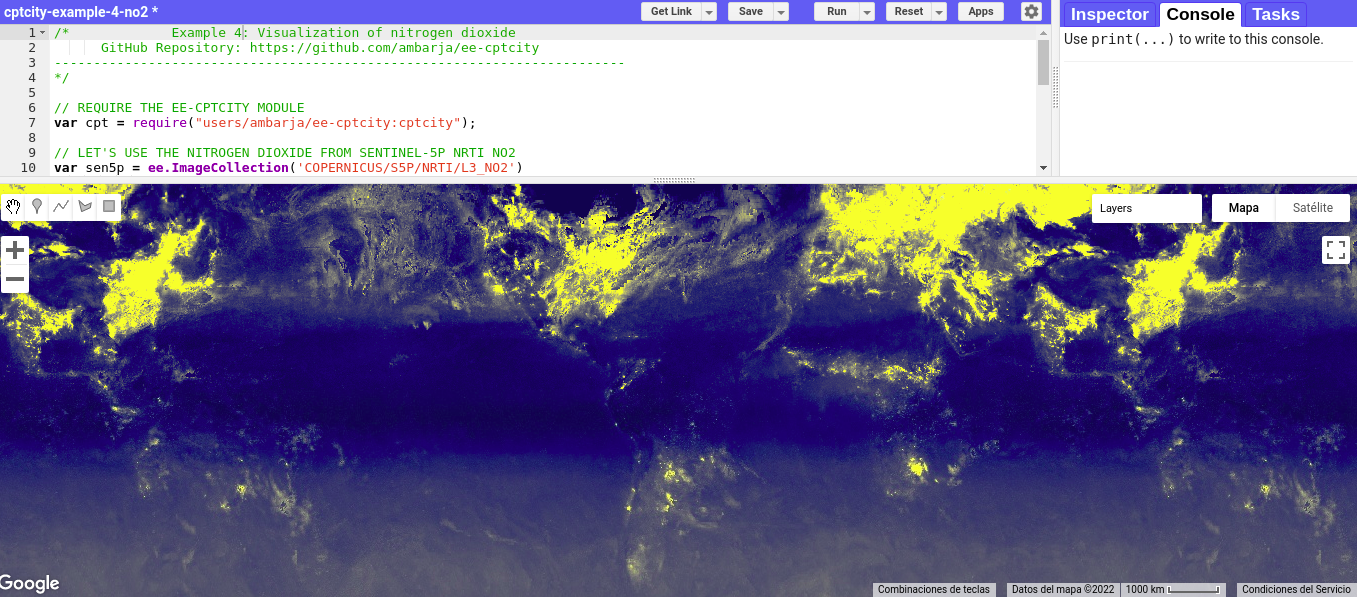 cptcity-example-4-no2 *
Get Link Save Run Reset Apps
Inspector Console Tasks
Use print(...) to write to this console.
1 /* Example 4: Visualization of nitrogen dioxide
2 GitHub Repository: https://github.com/ambarja/ee-cptcity
3 -------------------------------------------------------------------------
4 */
5
6 // REQUIRE THE EE-CPTCITY MODULE
7 var cpt = require("users/ambarja/ee-cptcity:cptcity");
8
9 // LET'S USE THE NITROGEN DIOXIDE FROM SENTINEL-5P NRTI NO2
10 var sen5p = ee.ImageCollection('COPERNICUS/S5P/NRTI/L3_NO2')
Layers
Mapa Satélite
Google
Combinaciones de teclas Datos del mapa ©2022 1000 km Condiciones del Servicio